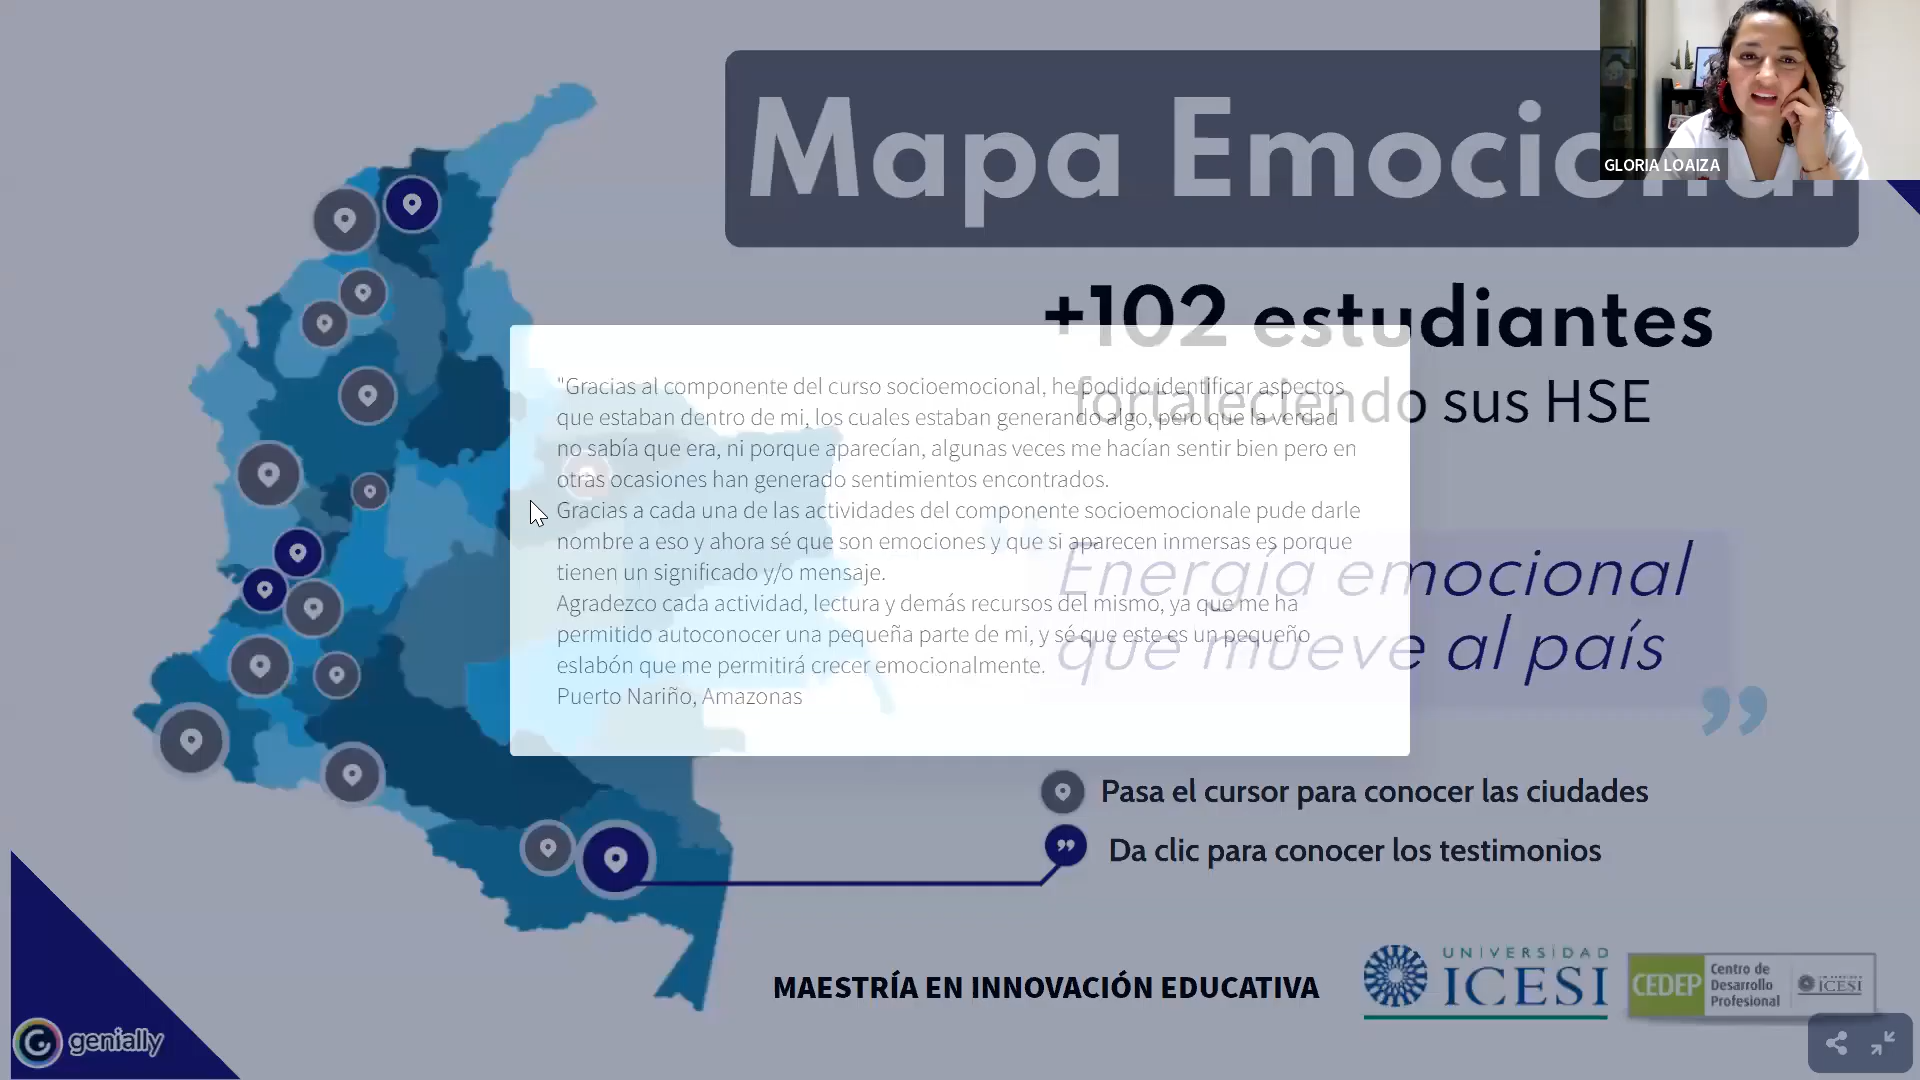 Mapa Emocional
GLORIA LOAIZA
+102 estudiantes
fortaleciendo sus HSE
"Gracias al componente del curso socioemocional, he podido identificar aspectos
que estaban dentro de mi, los cuales estaban generando algo, pero que la verdad
no sabía que era, ni porque aparecían, algunas veces me hacían sentir bien pero en
otras ocasiones han generado sentimientos encontrados.
Gracias a cada una de las actividades del componente socioemocionale pude darle
nombre a eso y ahora sé que son emociones y que si aparecen inmersas es porque
tienen un significado y/o mensaje.
Agradezco cada actividad, lectura y demás recursos del mismo, ya que me ha
permitido autoconocer una pequeña parte de mi, y sé que este es un pequeño
eslabón que me permitirá crecer emocionalmente.
Puerto Nariño, Amazonas
Energía emocional
que mueve al país
”
Pasa el cursor para conocer las ciudades
Da clic para conocer los testimonios
MAESTRÍA EN INNOVACIÓN EDUCATIVA
UNIVERSIDAD
ICESI
CEDEP
Centro de
Desarrollo
Profesional
ICESI
genially